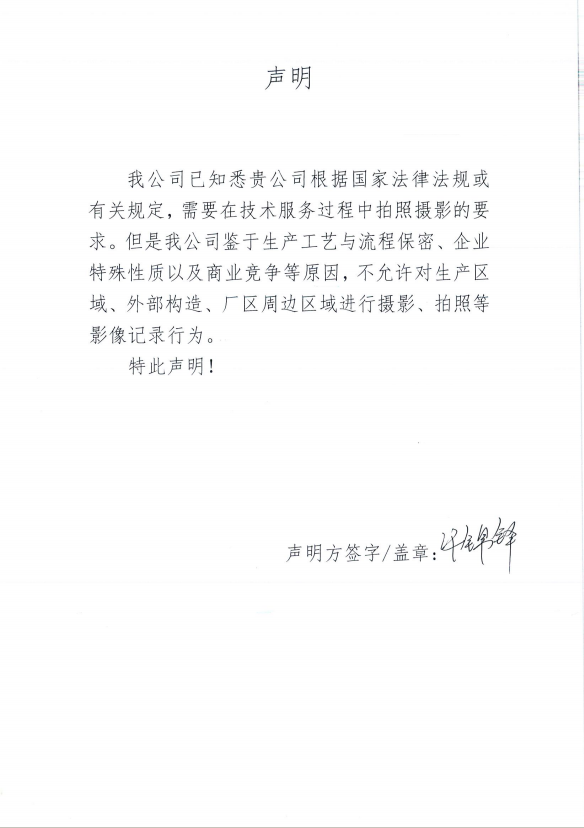 声明
我公司已知悉贵公司根据国家法律法规或
有关规定，需要在技术服务过程中拍照摄影的要
求。但是我公司鉴于生产工艺与流程保密、企业
特殊性质以及商业竞争等原因，不允许对生产区
域、外部构造、厂区周边区域进行摄影、拍照等
影像记录行为。
特此声明！
声明方签字/盖章：